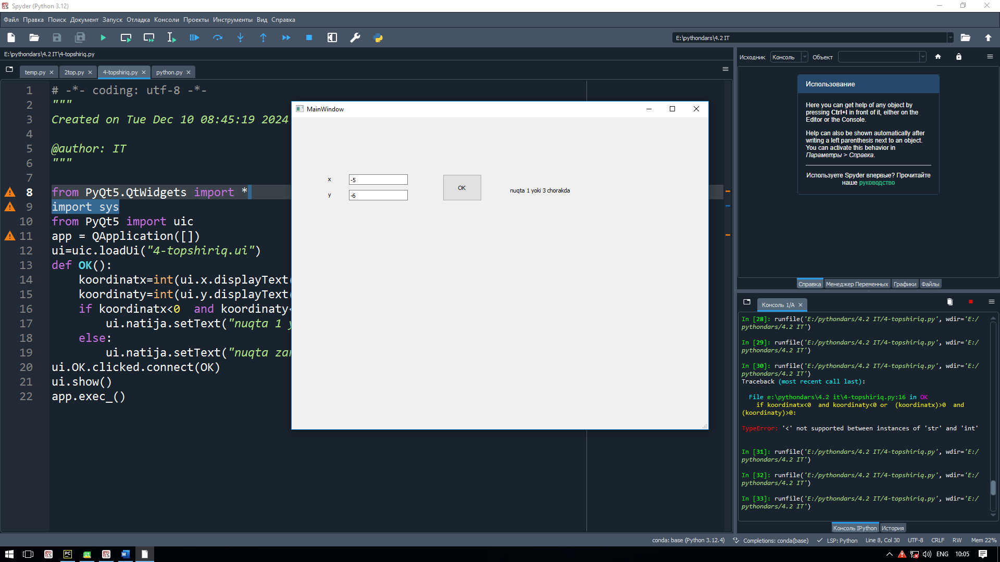 Spyder (Python 3.12)
Файл Правка Поиск Документ Запуск Отладка Консоли Проекты Инструменты Вид Справка
E:\pythondars\4.2 IT
E:\pythondars\4.2 IT\4-topshiriq.py
temp.py 2top.py 4-topshiriq.py python.py
1 # -*- coding: utf-8 -*-
2 """
3 Created on Tue Dec 10 08:45:19 2024
4
5 @author: IT
6 """
7
8 from PyQt5.QtWidgets import *
9 import sys
10 from PyQt5 import uic
11 app = QApplication([])
12 ui=uic.loadUi("4-topshiriq.ui")
13 def OK():
14 koordinatx=int(ui.x.displayText(
15 koordinaty=int(ui.y.displayText(
16 if koordinatx<0 and koordinaty<
17 ui.natija.setText("nuqta 1 y
18 else:
19 ui.natija.setText("nuqta zar
20 ui.OK.clicked.connect(OK)
21 ui.show()
22 app.exec_()
MainWindow
x -5
y -6
OK
nuqta 1 yoki 3 chorakda
Исходник Консоль Объект
Использование
Here you can get help of any object by
pressing Ctrl+I in front of it, either on the
Editor or the Console.
Help can also be shown automatically after
writing a left parenthesis next to an object.
You can activate this behavior in
Параметры > Справка.
Используете Spyder впервые? Прочитайте
наше руководство
Справка Менеджер Переменных Графики Файлы
Консоль 1/A
In [28]: runfile('E:/pythondars/4.2 IT/4-topshiriq.py', wdir='E:/
pythondars/4.2 IT')
In [29]: runfile('E:/pythondars/4.2 IT/4-topshiriq.py', wdir='E:/
pythondars/4.2 IT')
In [30]: runfile('E:/pythondars/4.2 IT/4-topshiriq.py', wdir='E:/
pythondars/4.2 IT')
Traceback (most recent call last):
File e:\pythondars\4.2 it\4-topshiriq.py:16 in OK
if koordinatx<0 and koordinaty<0 or (koordinatx)>0 and
(koordinaty)>0:
TypeError: '<' not supported between instances of 'str' and 'int'
In [31]: runfile('E:/pythondars/4.2 IT/4-topshiriq.py', wdir='E:/
pythondars/4.2 IT')
In [32]: runfile('E:/pythondars/4.2 IT/4-topshiriq.py', wdir='E:/
pythondars/4.2 IT')
In [33]: runfile('E:/pythondars/4.2 IT/4-topshiriq.py', wdir='E:/
pythondars/4.2 IT')
Консоль IPython История
conda: base (Python 3.12.4) Completions: conda(base) LSP: Python Line 8, Col 30 UTF-8 CRLF RW Mem 22%
ENG 10:05